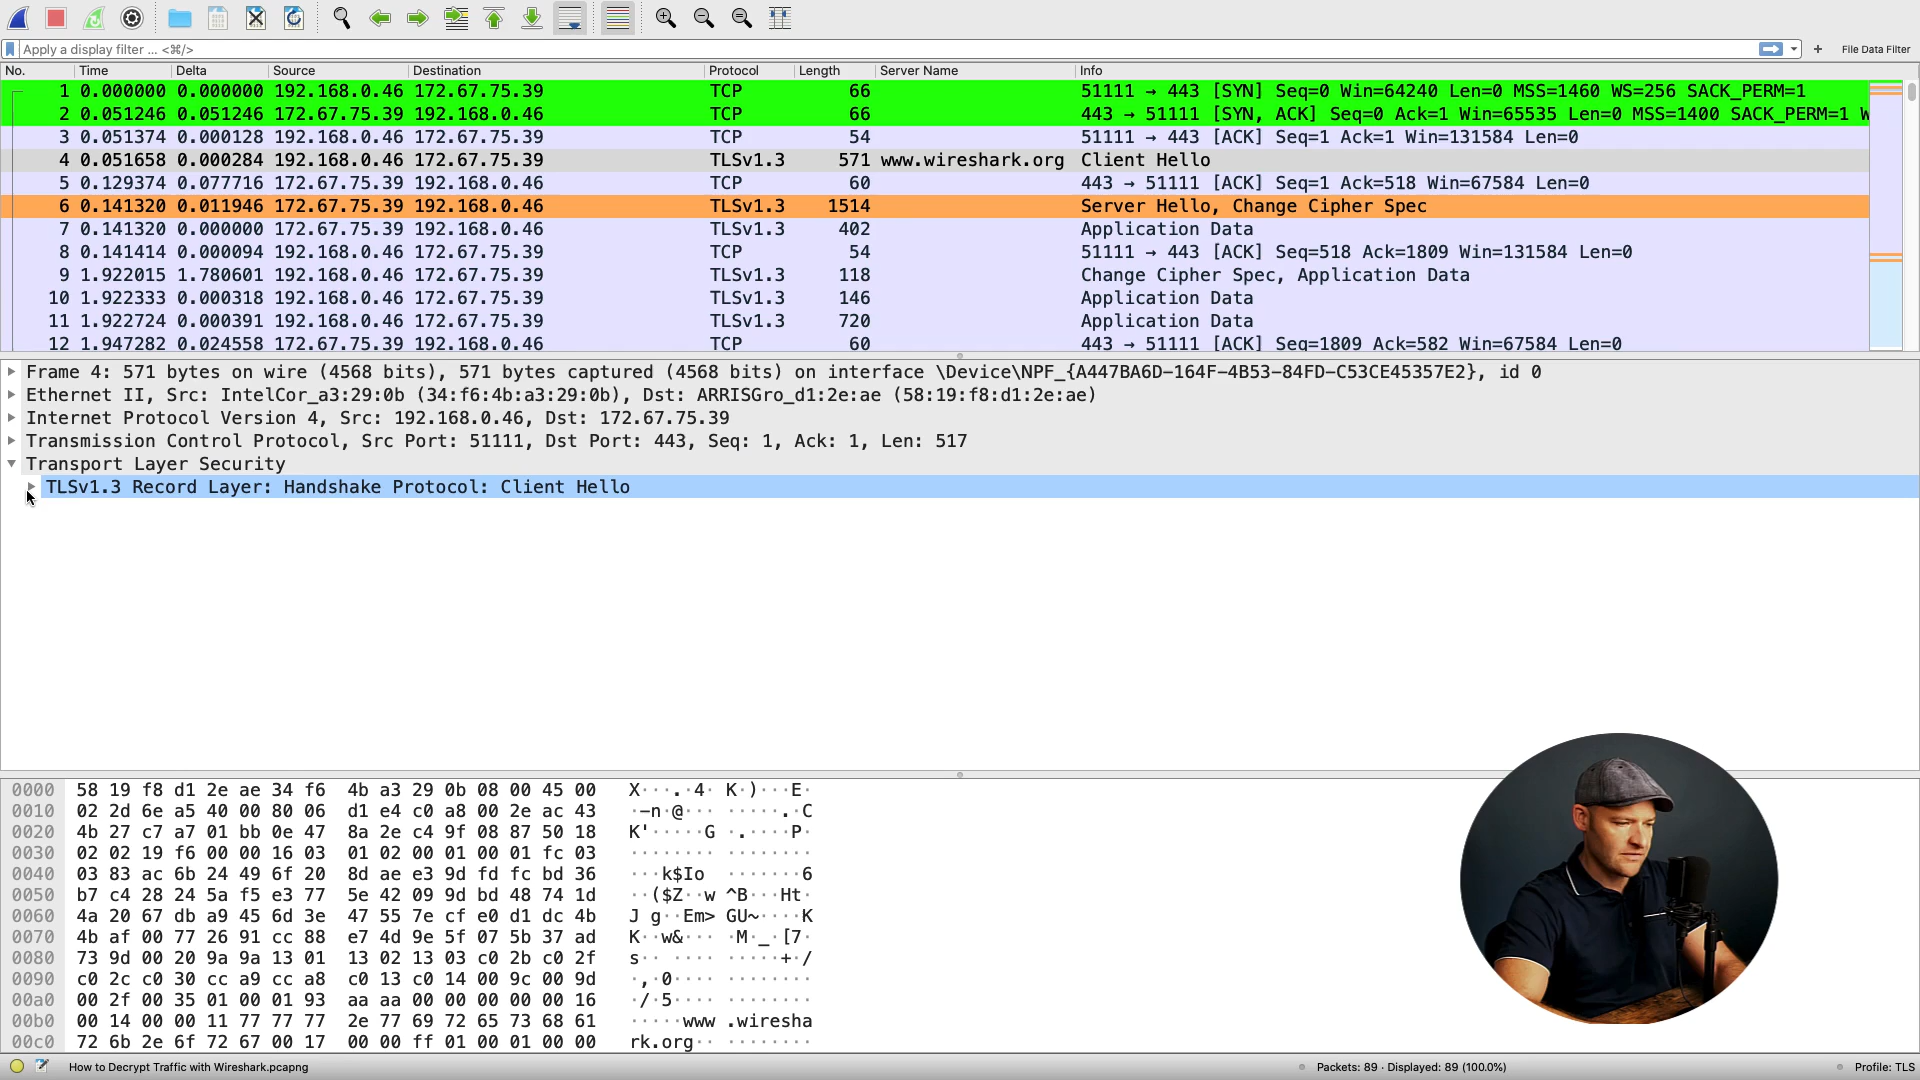 Apply a display filter ... <⌘/>
+ File Data Filter
No. Time Delta Source Destination Protocol Length Server Name Info
1 0.000000 0.000000 192.168.0.46 172.67.75.39 TCP 66 51111 → 443 [SYN] Seq=0 Win=64240 Len=0 MSS=1460 WS=256 SACK_PERM=1
2 0.051246 0.051246 172.67.75.39 192.168.0.46 TCP 66 443 → 51111 [SYN, ACK] Seq=0 Ack=1 Win=65535 Len=0 MSS=1400 SACK_PERM=1 W
3 0.051374 0.000128 192.168.0.46 172.67.75.39 TCP 54 51111 → 443 [ACK] Seq=1 Ack=1 Win=131584 Len=0
4 0.051658 0.000284 192.168.0.46 172.67.75.39 TLSv1.3 571 www.wireshark.org Client Hello
5 0.129374 0.077716 172.67.75.39 192.168.0.46 TCP 60 443 → 51111 [ACK] Seq=1 Ack=518 Win=67584 Len=0
6 0.141320 0.011946 172.67.75.39 192.168.0.46 TLSv1.3 1514 Server Hello, Change Cipher Spec
7 0.141320 0.000000 172.67.75.39 192.168.0.46 TLSv1.3 402 Application Data
8 0.141414 0.000094 192.168.0.46 172.67.75.39 TCP 54 51111 → 443 [ACK] Seq=518 Ack=1809 Win=131584 Len=0
9 1.922015 1.780601 192.168.0.46 172.67.75.39 TLSv1.3 118 Change Cipher Spec, Application Data
10 1.922333 0.000318 192.168.0.46 172.67.75.39 TLSv1.3 146 Application Data
11 1.922724 0.000391 192.168.0.46 172.67.75.39 TLSv1.3 720 Application Data
12 1.947282 0.024558 172.67.75.39 192.168.0.46 TCP 60 443 → 51111 [ACK] Seq=1809 Ack=582 Win=67584 Len=0
Frame 4: 571 bytes on wire (4568 bits), 571 bytes captured (4568 bits) on interface \Device\NPF_{A447BA6D-164F-4B53-84FD-C53CE45357E2}, id 0
Ethernet II, Src: IntelCor_a3:29:0b (34:f6:4b:a3:29:0b), Dst: ARRISGro_d1:2e:ae (58:19:f8:d1:2e:ae)
Internet Protocol Version 4, Src: 192.168.0.46, Dst: 172.67.75.39
Transmission Control Protocol, Src Port: 51111, Dst Port: 443, Seq: 1, Ack: 1, Len: 517
Transport Layer Security
TLSv1.3 Record Layer: Handshake Protocol: Client Hello
0000 58 19 f8 d1 2e ae 34 f6 4b a3 29 0b 08 00 45 00 X···.·4· K·)···E·
0010 02 2d 6e a5 40 00 80 06 d1 e4 c0 a8 00 2e ac 43 ·-n·@··· ·····.·C
0020 4b 27 c7 a7 01 bb 0e 47 8a 2e c4 9f 08 87 50 18 K'·····G ·.····P·
0030 02 02 19 f6 00 00 16 03 01 02 00 01 00 01 fc 03 ········ ········
0040 03 83 ac 6b 24 49 6f 20 8d ae e3 9d fd fc bd 36 ···k$Io  ·······6
0050 b7 c4 28 24 5a f5 e3 77 5e 42 09 9d bd 48 74 1d ··($Z··w ^B···Ht·
0060 4a 20 67 db a9 45 6d 3e 47 55 7e cf e0 d1 dc 4b J g··Em> GU~····K
0070 4b af 00 77 26 91 cc 88 e7 4d 9e 5f 07 5b 37 ad K··w&··· ·M·_·[7·
0080 73 9d 00 20 9a 9a 13 01 13 02 13 03 c0 2b c0 2f s·· ···· ·····+·/
0090 c0 2c c0 30 cc a9 cc a8 c0 13 c0 14 00 9c 00 9d ·,·0···· ········
00a0 00 2f 00 35 01 00 01 93 aa aa 00 00 00 00 00 16 ·/·5···· ········
00b0 00 14 00 00 11 77 77 77 2e 77 69 72 65 73 68 61 ·····www .wiresha
00c0 72 6b 2e 6f 72 67 00 17 00 00 ff 01 00 01 00 00 rk.org·· ········
How to Decrypt Traffic with Wireshark.pcapng
Packets: 89 · Displayed: 89 (100.0%)
Profile: TLS